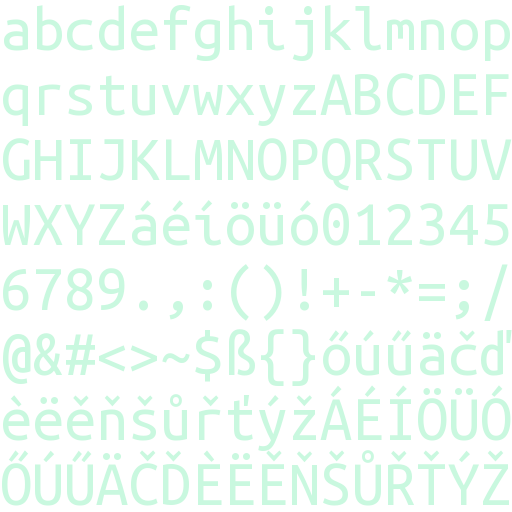 abcdefghijklmnop
qrstuvwxyzABCDEF
GHIJKLMNOPQRSTUV
WXYZáéíöüó012345
6789.,:()!+-*=;/
@&#<>~$ß{}őúűäčď
èëěňšůřťýžÁÉÍÖÜÓ
ŐÚŰÄČĎÈËĚŇŠŮŘŤÝŽ